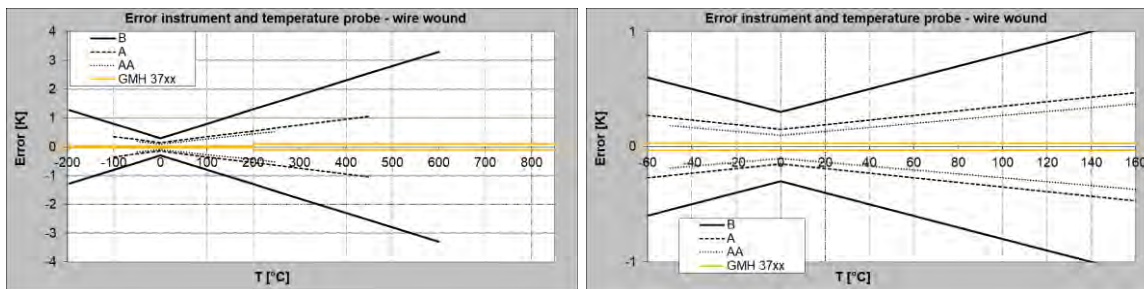 Error instrument and temperature probe - wire wound
4
3
2
1
0
-1
-2
-3
-4
Error [K]
-200 -100 0 100 200 300 400 500 600 700 800
T [°C]
B
A
AA
GMH 37xx
Error instrument and temperature probe - wire wound
1
0
-1
Error [K]
-60 -40 -20 0 20 40 60 80 100 120 140 160
T [°C]
B
A
AA
GMH 37xx